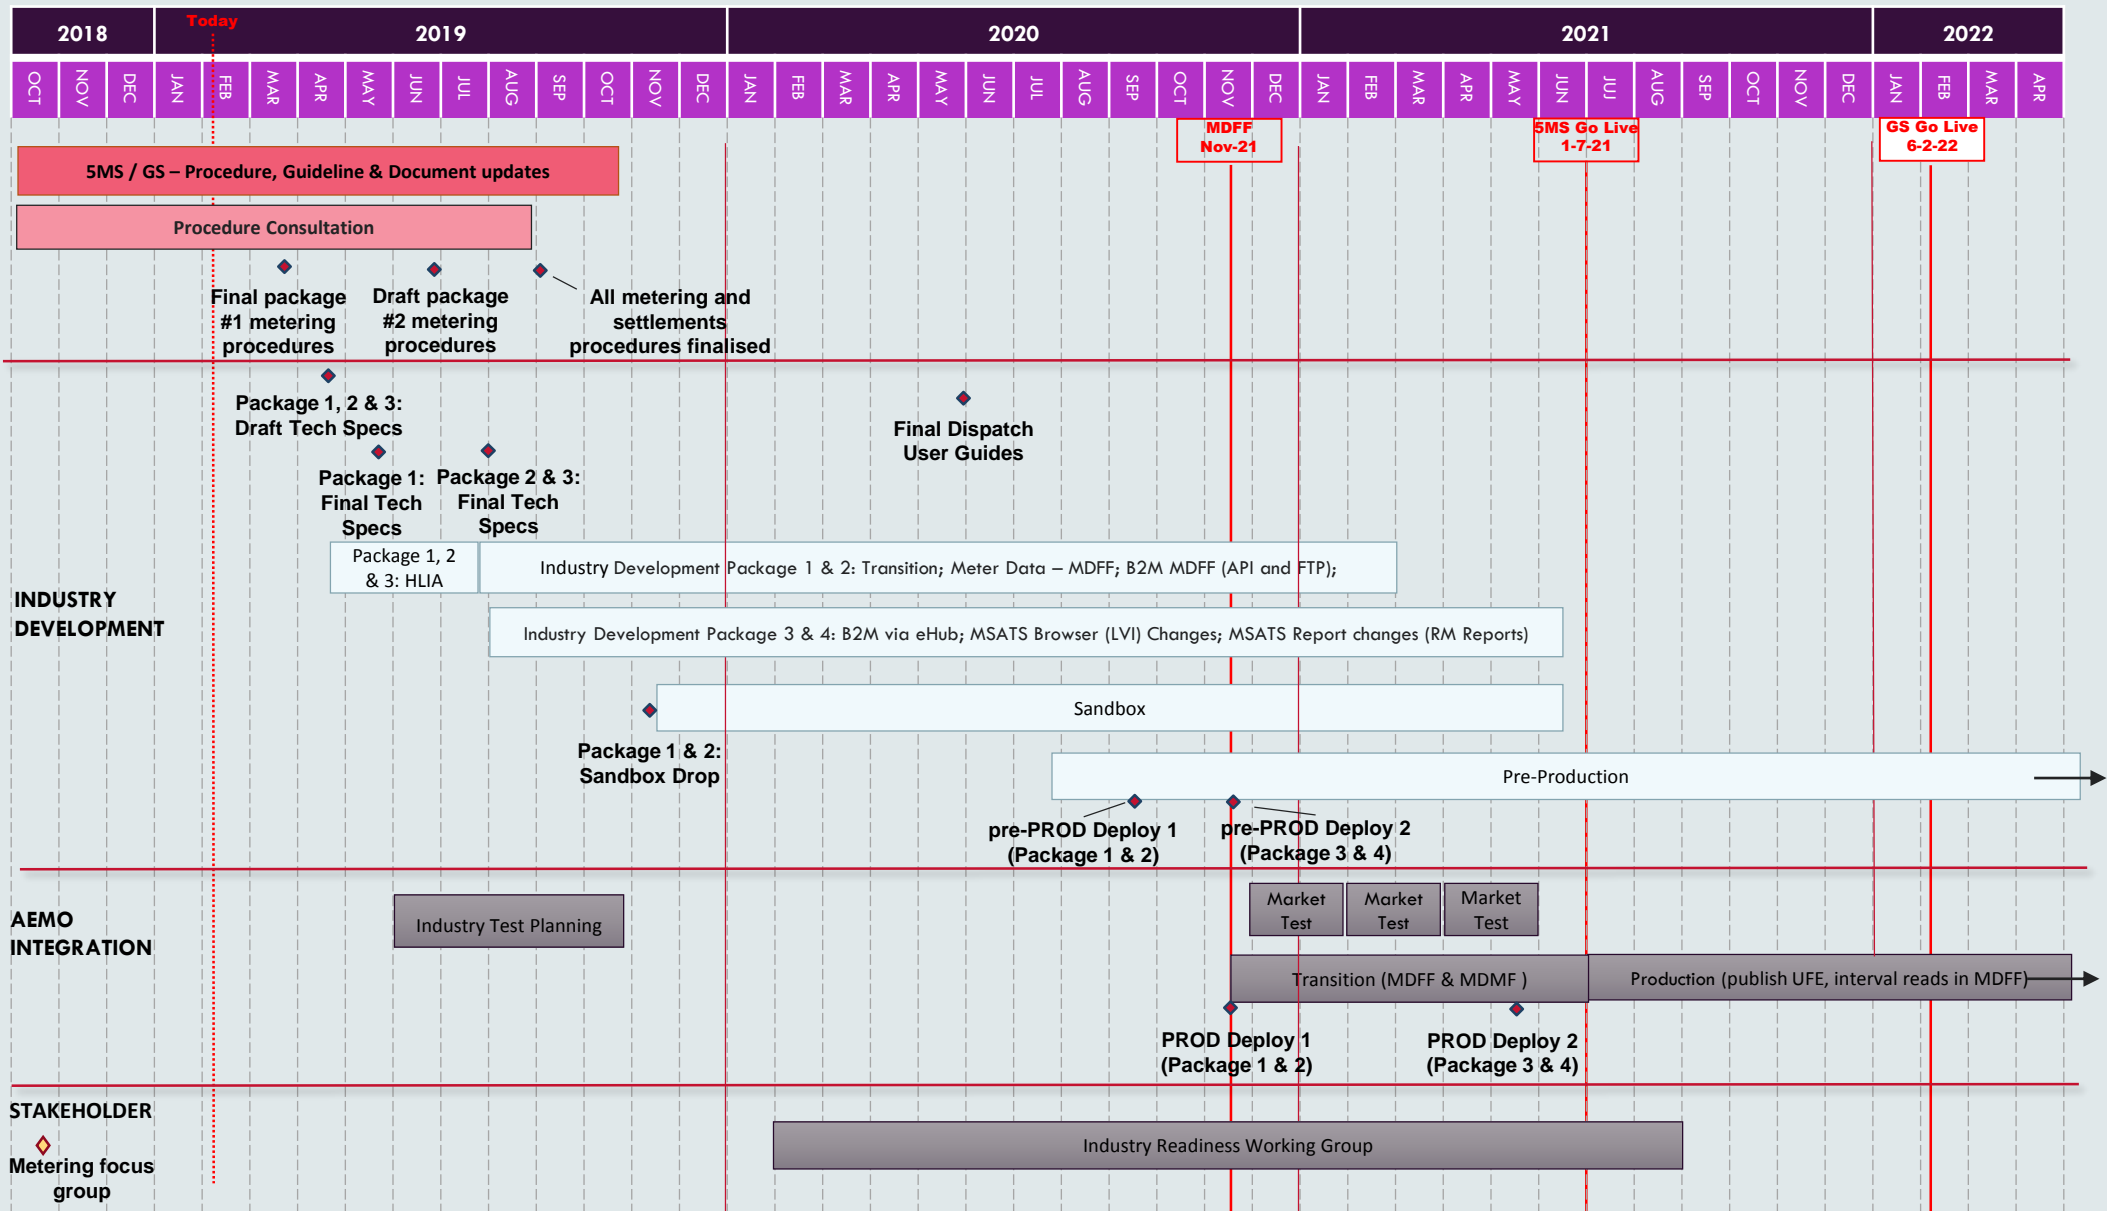 Today
2018
2019
2020
2021
2022
OCT NOV DEC JAN FEB MAR APR MAY JUN JUL AUG SEP OCT NOV DEC JAN FEB MAR APR MAY JUN JUL AUG SEP OCT NOV DEC JAN FEB MAR APR MAY JUN JUJ AUG SEP OCT NOV DEC JAN FEB MAR APR
MDFF
Nov-21
5MS Go Live
1-7-21
GS Go Live
6-2-22
5MS / GS – Procedure, Guideline & Document updates
Procedure Consultation
Final package
#1 metering
procedures
Draft package
#2 metering
procedures
All metering and
settlements
procedures finalised
Package 1, 2 & 3:
Draft Tech Specs
Final Dispatch
User Guides
Package 1:
Final Tech
Specs
Package 2 & 3:
Final Tech
Specs
Package 1, 2
& 3: HLIA
Industry Development Package 1 & 2: Transition; Meter Data – MDFF; B2M MDFF (API and FTP);
INDUSTRY
DEVELOPMENT
Industry Development Package 3 & 4: B2M via eHub; MSATS Browser (LVI) Changes; MSATS Report changes (RM Reports)
Sandbox
Package 1 & 2:
Sandbox Drop
Pre-Production
pre-PROD Deploy 1
(Package 1 & 2)
pre-PROD Deploy 2
(Package 3 & 4)
AEMO
INTEGRATION
Industry Test Planning
Market
Test
Market
Test
Market
Test
Transition (MDFF & MDMF )
Production (publish UFE, interval reads in MDFF)
PROD Deploy 1
(Package 1 & 2)
PROD Deploy 2
(Package 3 & 4)
STAKEHOLDER
Metering focus
group
Industry Readiness Working Group